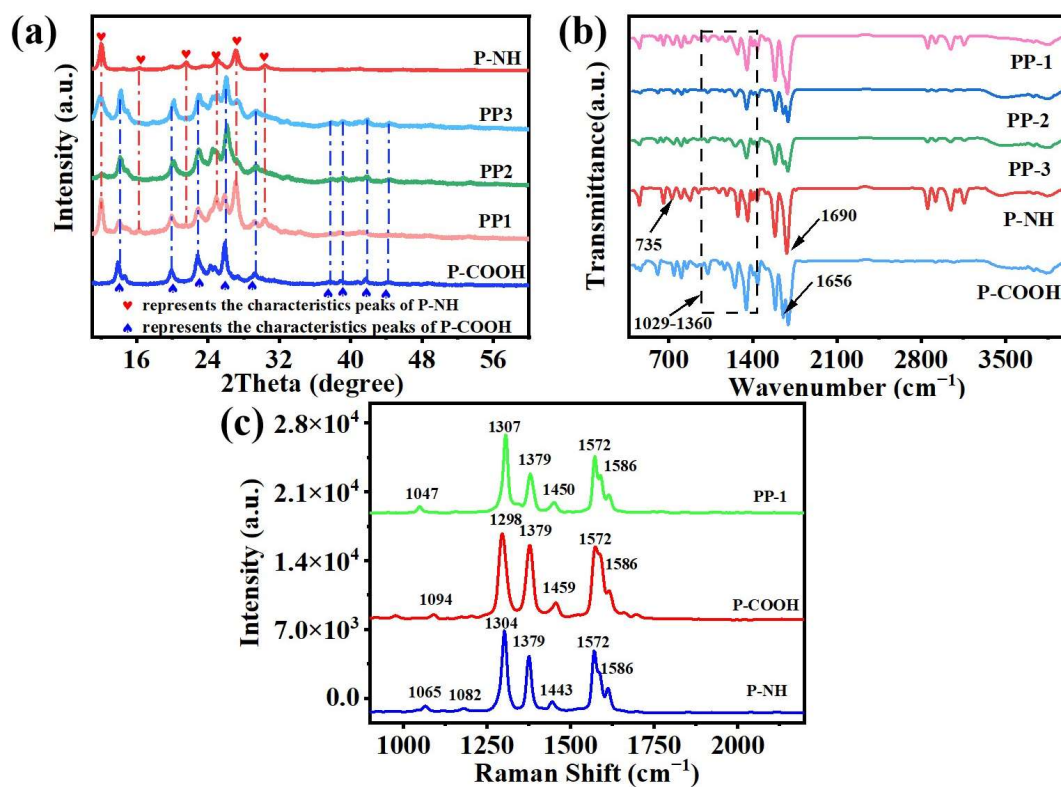 (a)
Intensity (a.u.)
P-NH
PP3
PP2
PP1
P-COOH
♥ represents the characteristics peaks of P-NH
♠ represents the characteristics peaks of P-COOH
16 24 32 40 48 56
2Theta (degree)
(b)
Transmittance(a.u.)
PP-1
PP-2
PP-3
P-NH
735
1690
P-COOH
1656
1029-1360
700 1400 2100 2800 3500
Wavenumber (cm⁻¹)
(c)
Intensity (a.u.)
2.8×10⁴
2.1×10⁴
1.4×10⁴
7.0×10³
0.0
1047 1307 1379 1450 1572 1586
PP-1
1094 1298 1379 1459 1572 1586
P-COOH
1065 1082 1304 1379 1443 1572 1586
P-NH
1000 1250 1500 1750 2000
Raman Shift (cm⁻¹)